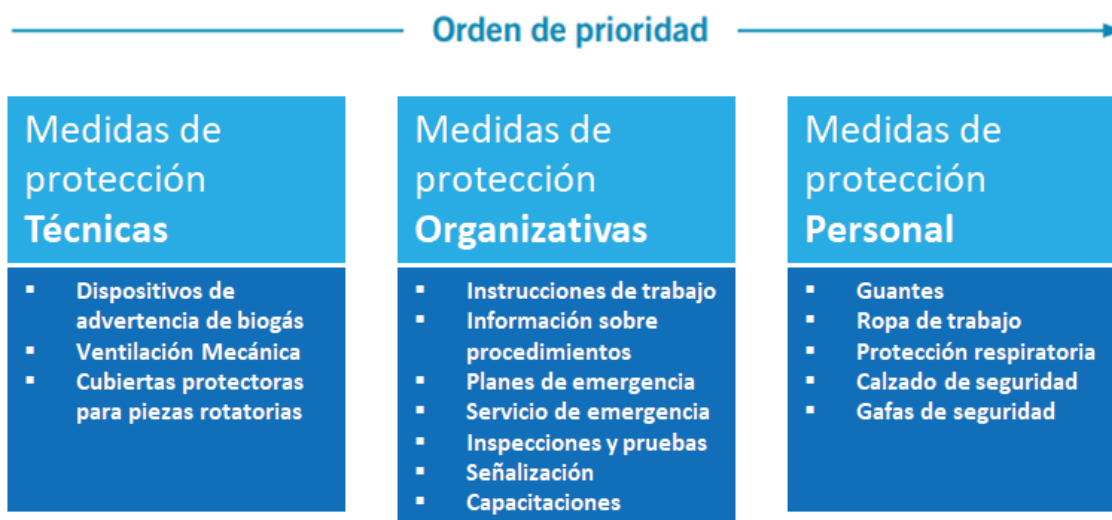 Orden de prioridad
Medidas de
protección
Técnicas
▪ Dispositivos de
advertencia de biogás
▪ Ventilación Mecánica
▪ Cubiertas protectoras
para piezas rotatorias
Medidas de
protección
Organizativas
▪ Instrucciones de trabajo
▪ Información sobre
procedimientos
▪ Planes de emergencia
▪ Servicio de emergencia
▪ Inspecciones y pruebas
▪ Señalización
▪ Capacitaciones
Medidas de
protección
Personal
▪ Guantes
▪ Ropa de trabajo
▪ Protección respiratoria
▪ Calzado de seguridad
▪ Gafas de seguridad